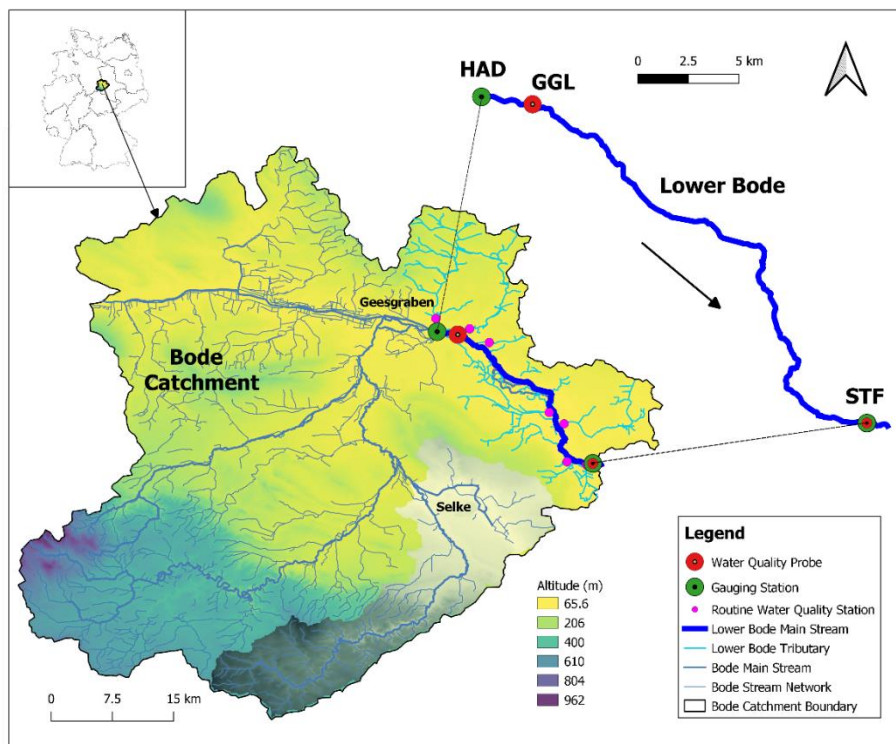 HAD
GGL
0 2.5 5 km
Lower Bode
Geesgraben
Bode
Catchment
STF
Selke
Legend
Water Quality Probe
Gauging Station
Routine Water Quality Station
Lower Bode Main Stream
Lower Bode Tributary
Bode Main Stream
Bode Stream Network
Bode Catchment Boundary
Altitude (m)
65.6
206
400
610
804
962
0 7.5 15 km